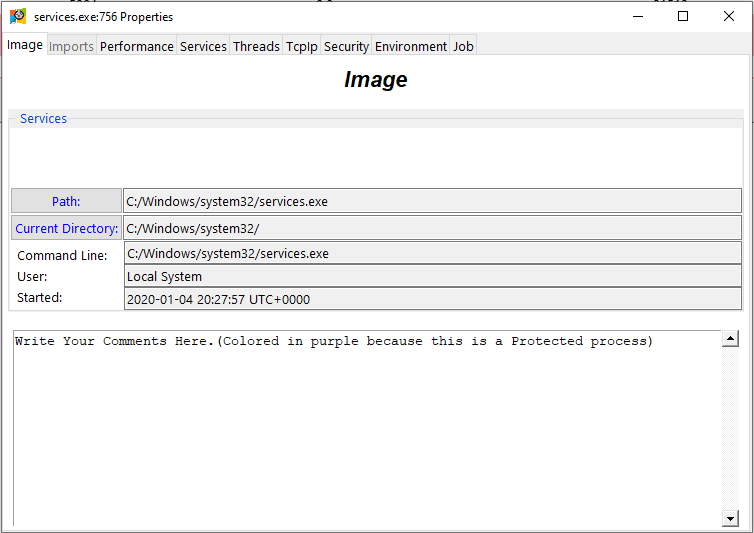 services.exe:756 Properties
Image Imports Performance Services Threads TcpIp Security Environment Job
Image
Services
Path: C:/Windows/system32/services.exe
Current Directory: C:/Windows/system32/
Command Line: C:/Windows/system32/services.exe
User: Local System
Started: 2020-01-04 20:27:57 UTC+0000
Write Your Comments Here.(Colored in purple because this is a Protected process)